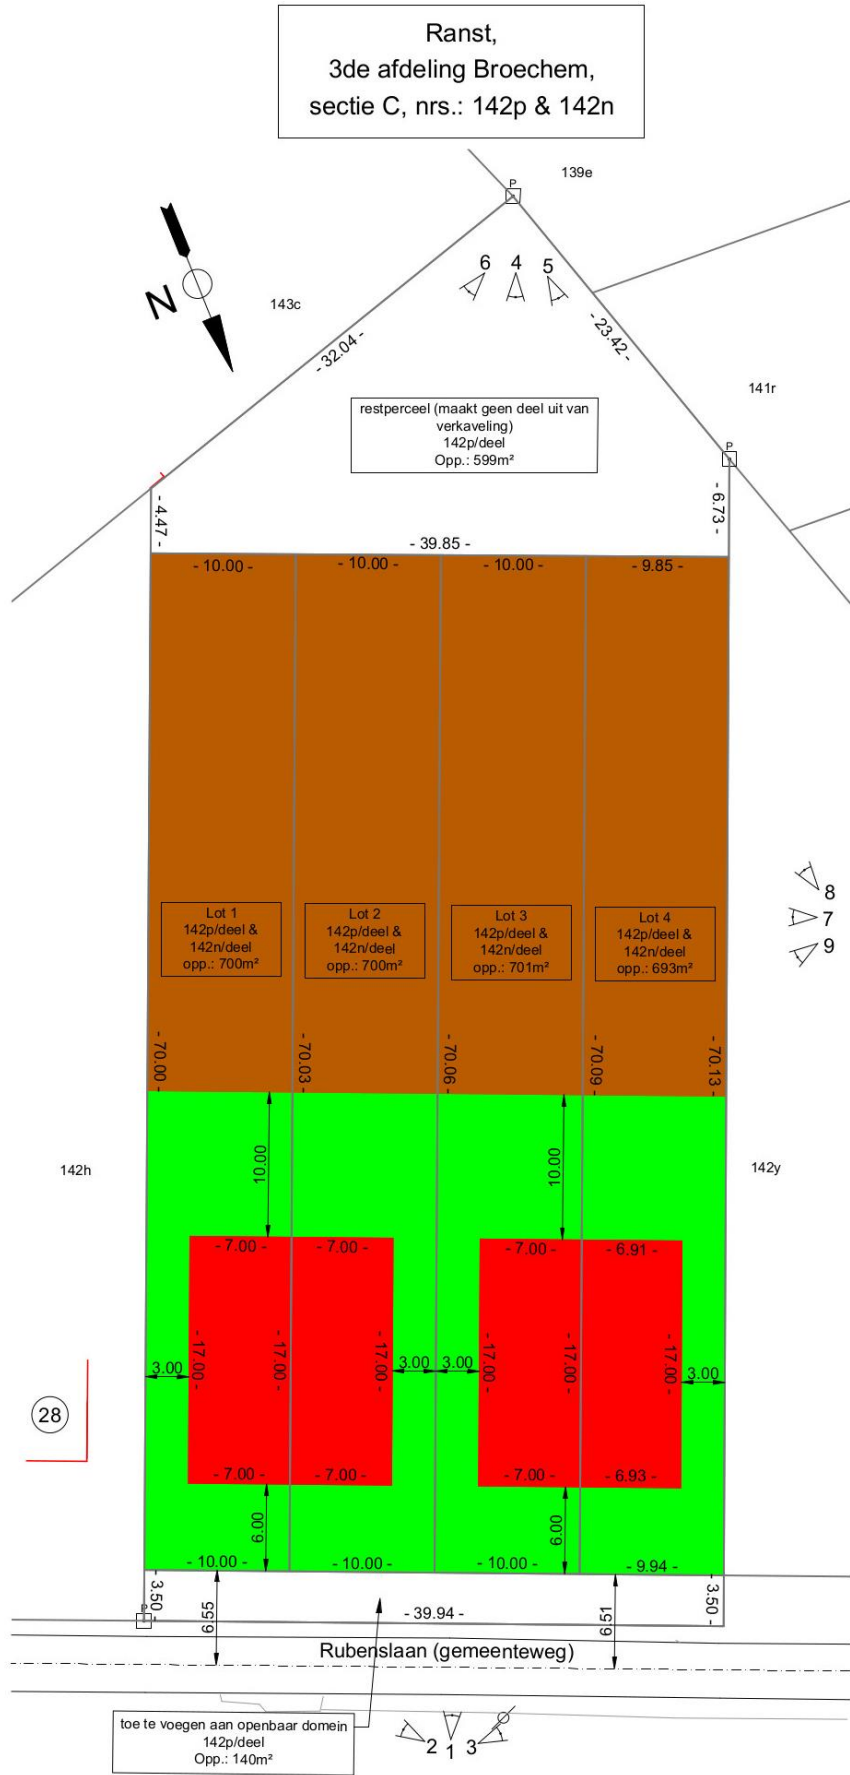 Ranst,
3de afdeling Broechem,
sectie C, nrs.: 142p & 142n
P
139e
6 4 5
N
143c
- 32.04 -
- 23.42 -
141r
restperceel (maakt geen deel uit van
verkaveling)
142p/deel
Opp.: 599m²
P
- 4.47 -
- 6.73 -
- 39.85 -
- 10.00 - - 10.00 - - 10.00 - - 9.85 -
8
7
9
Lot 1
142p/deel &
142n/deel
opp.: 700m²
Lot 2
142p/deel &
142n/deel
opp.: 700m²
Lot 3
142p/deel &
142n/deel
opp.: 701m²
Lot 4
142p/deel &
142n/deel
opp.: 693m²
- 70.00 - - 70.03 - - 70.06 - - 70.09 - - 70.13 -
142h
10.00
10.00
142y
- 7.00 - - 7.00 - - 7.00 - - 6.91 -
3.00
- 17.00 - - 17.00 - - 17.00 -
3.00 3.00
- 17.00 - - 17.00 - - 17.00 -
3.00
28
- 7.00 - - 7.00 - - 7.00 - - 6.93 -
6.00
6.00
- 10.00 - - 10.00 - - 10.00 - - 9.94 -
- 3.50 -
6.55
- 39.94 -
6.51
- 3.50 -
P
Rubenslaan (gemeenteweg)
toe te voegen aan openbaar domein
142p/deel
Opp.: 140m²
2 1 3